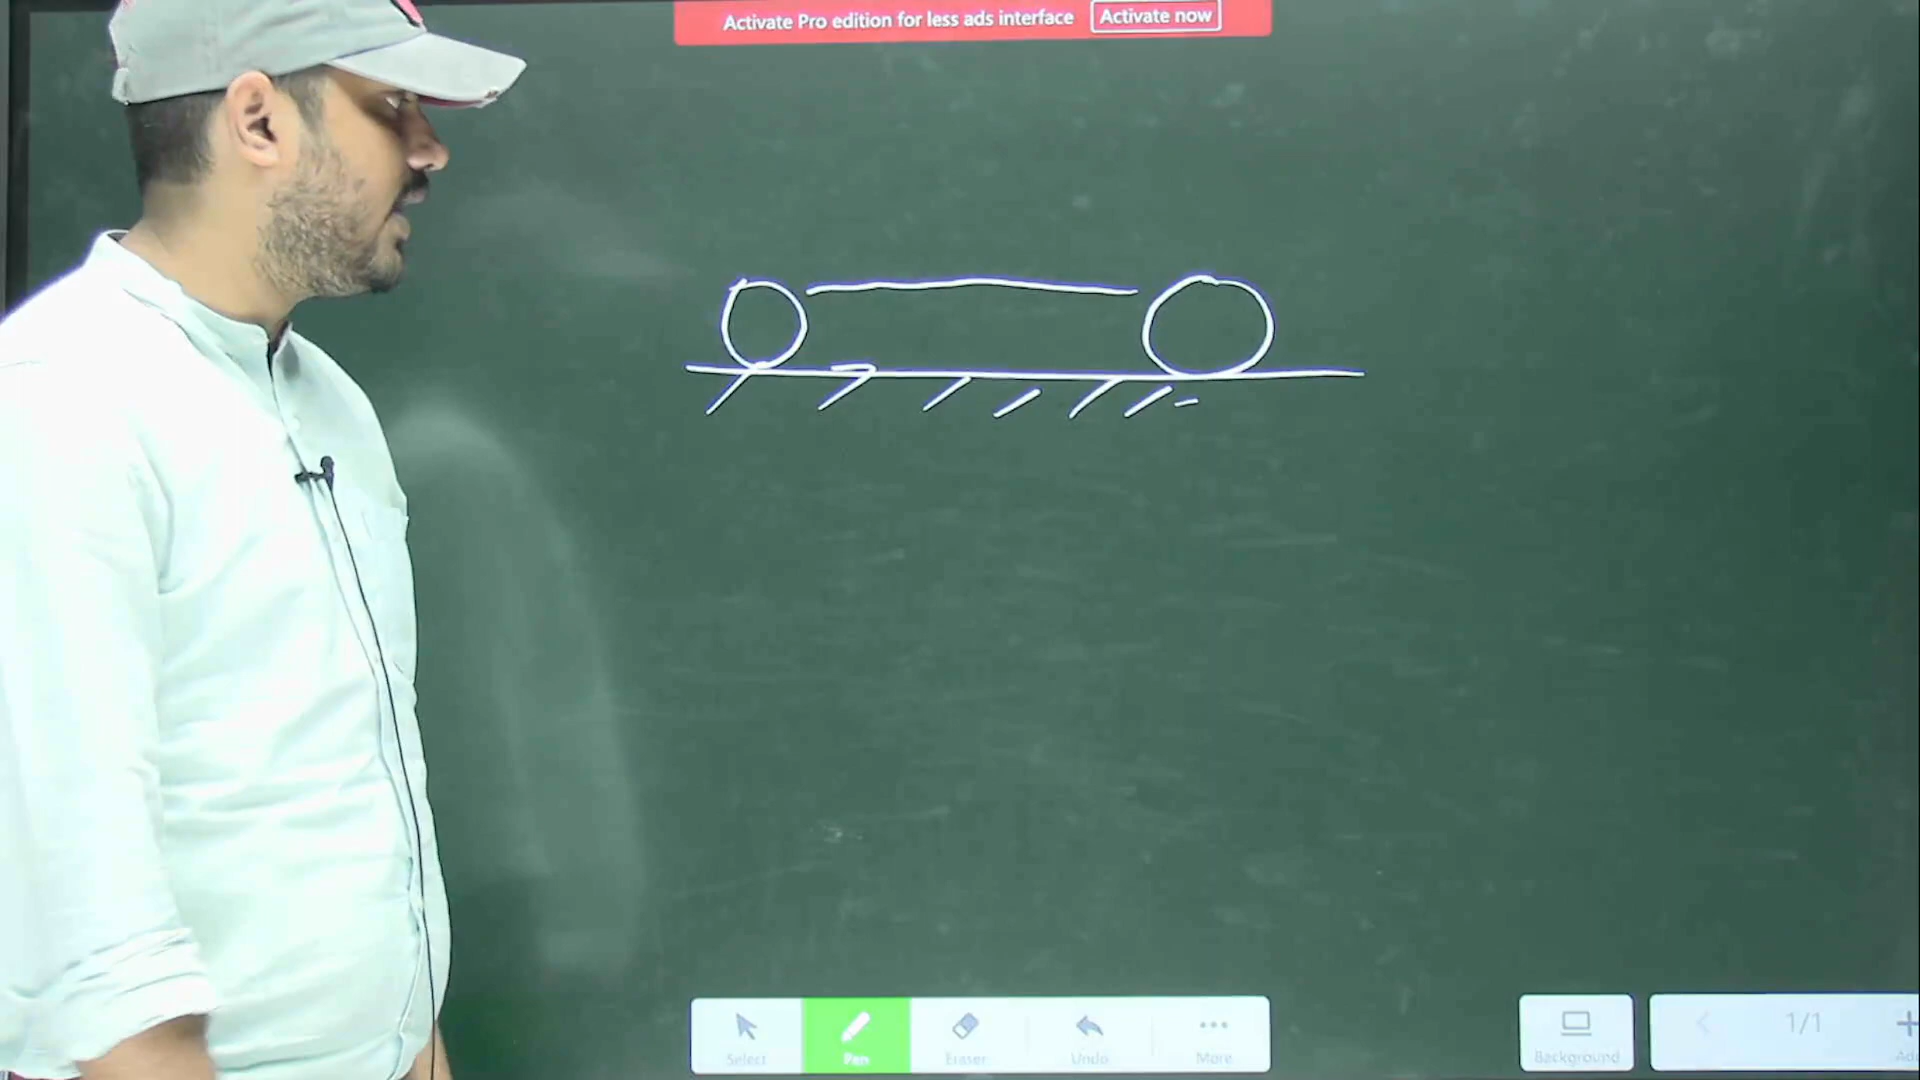 Activate Pro edition for less ads interface Activate now
Select Pen Eraser Undo More
Background 1/1